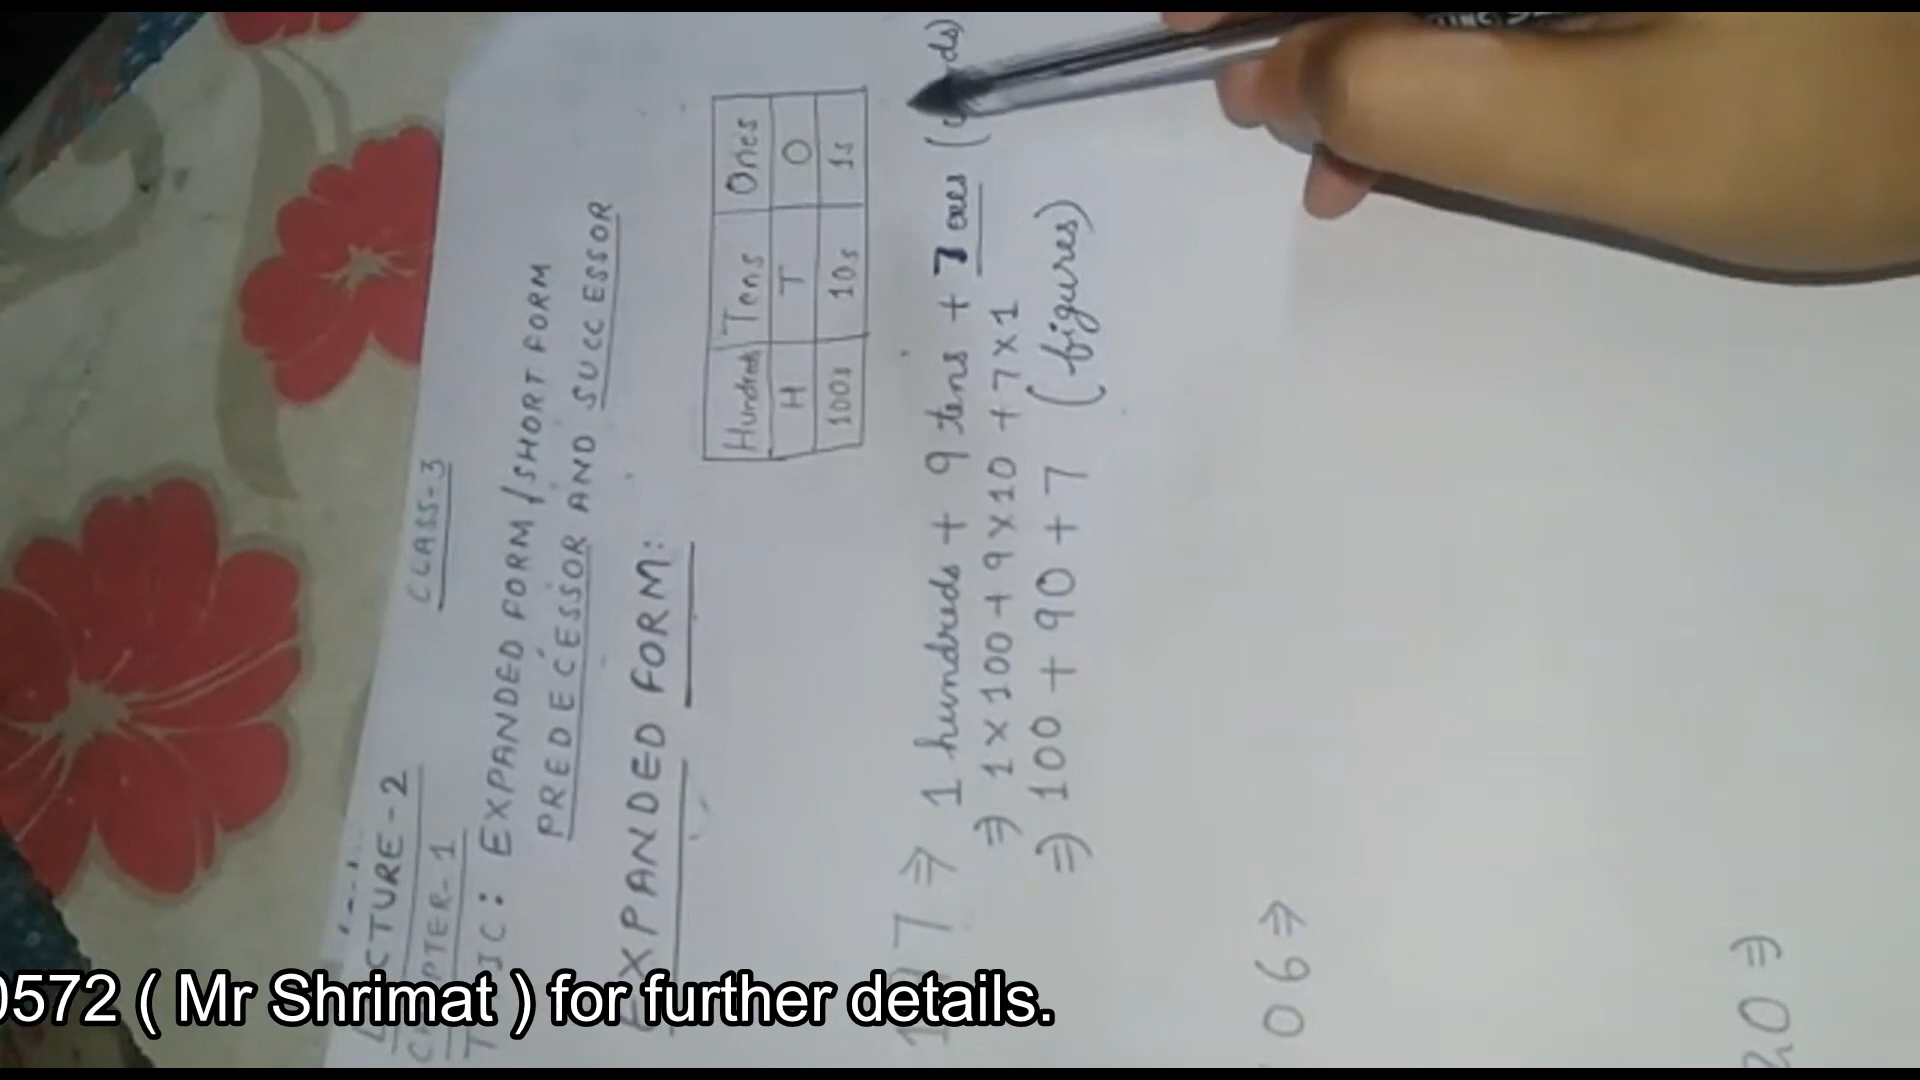 LECTURE-2
CLASS-3
CHAPTER-1
TOPIC: EXPANDED FORM/SHORT FORM
PREDECESSOR AND SUCCESSOR
EXPANDED FORM:
Hundreds Tens Ones
H T O
100s 10s 1s
197 ⇒ 1 hundreds + 9 tens + 7 ones
⇒ 1×100 + 9×10 + 7×1
⇒ 100 + 90 + 7 (figures)
06 ⇒
20 ⇒
0572 ( Mr Shrimat ) for further details.